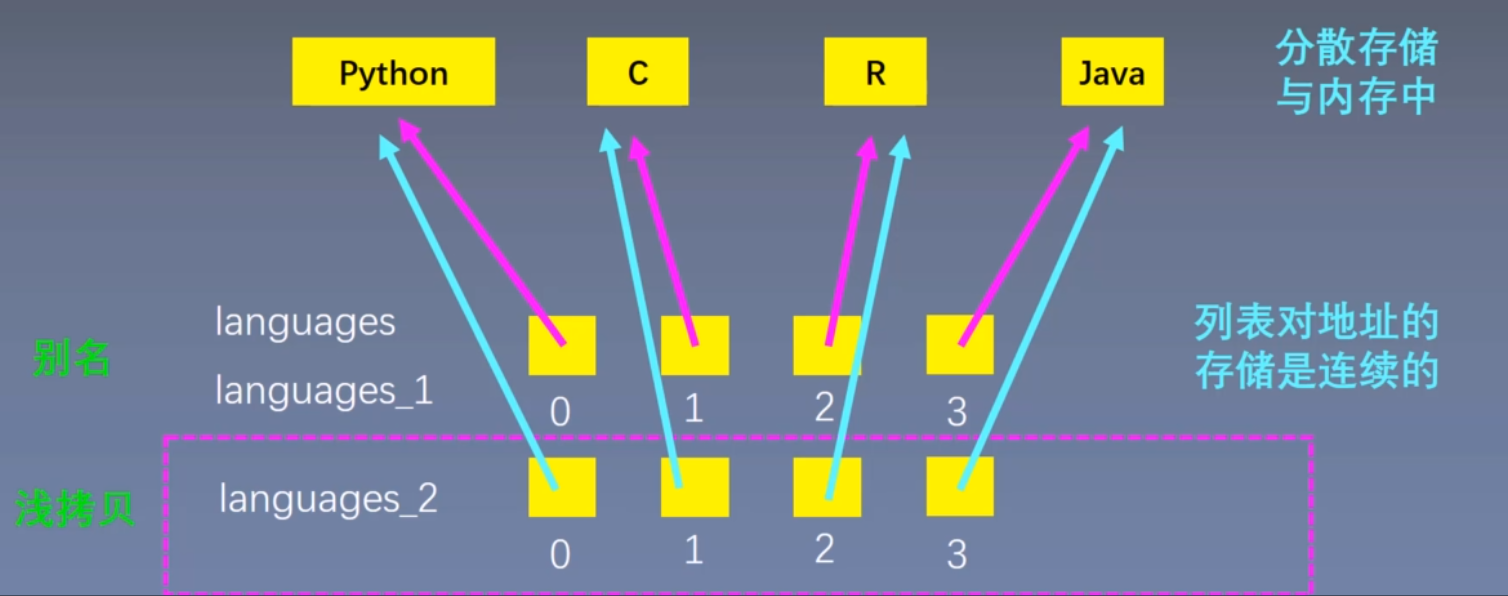 Python
C
R
Java
分散存储
与内存中
languages
别名
languages_1
列表对地址的
存储是连续的
0
1
2
3
浅拷贝
languages_2
0
1
2
3